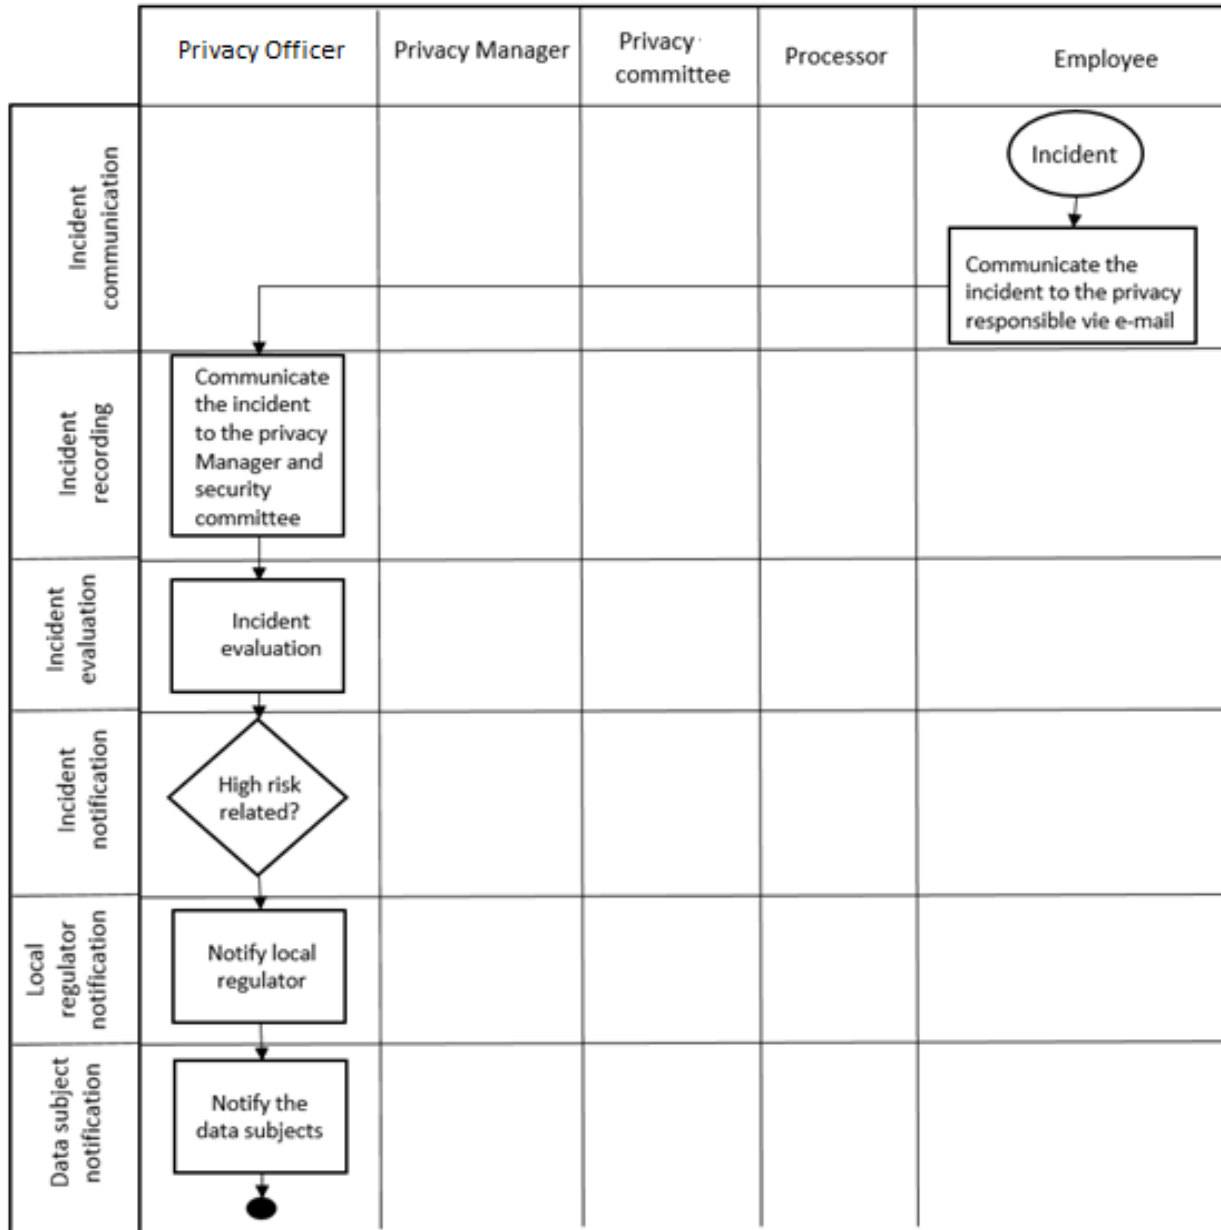 Privacy Officer
Privacy Manager
Privacy
committee
Processor
Employee
Incident
communication
Incident
Communicate the
incident to the privacy
responsible vie e-mail
Incident
recording
Communicate
the incident
to the privacy
Manager and
security
committee
Incident
evaluation
Incident
evaluation
Incident
notification
High risk
related?
Local
regulator
notification
Notify local
regulator
Data subject
notification
Notify the
data subjects